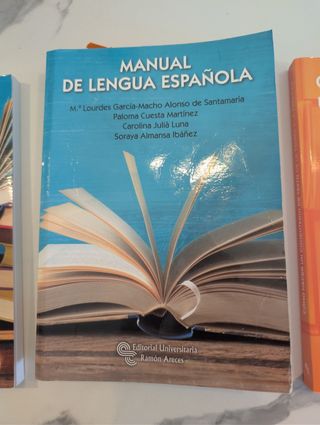 MANUAL
DE LENGUA ESPAÑOLA
M.ª Lourdes García-Macho Alonso de Santamaría
Paloma Cuesta Martínez
Carolina Julià Luna
Soraya Almansa Ibáñez
Editorial Universitaria
Ramón Areces